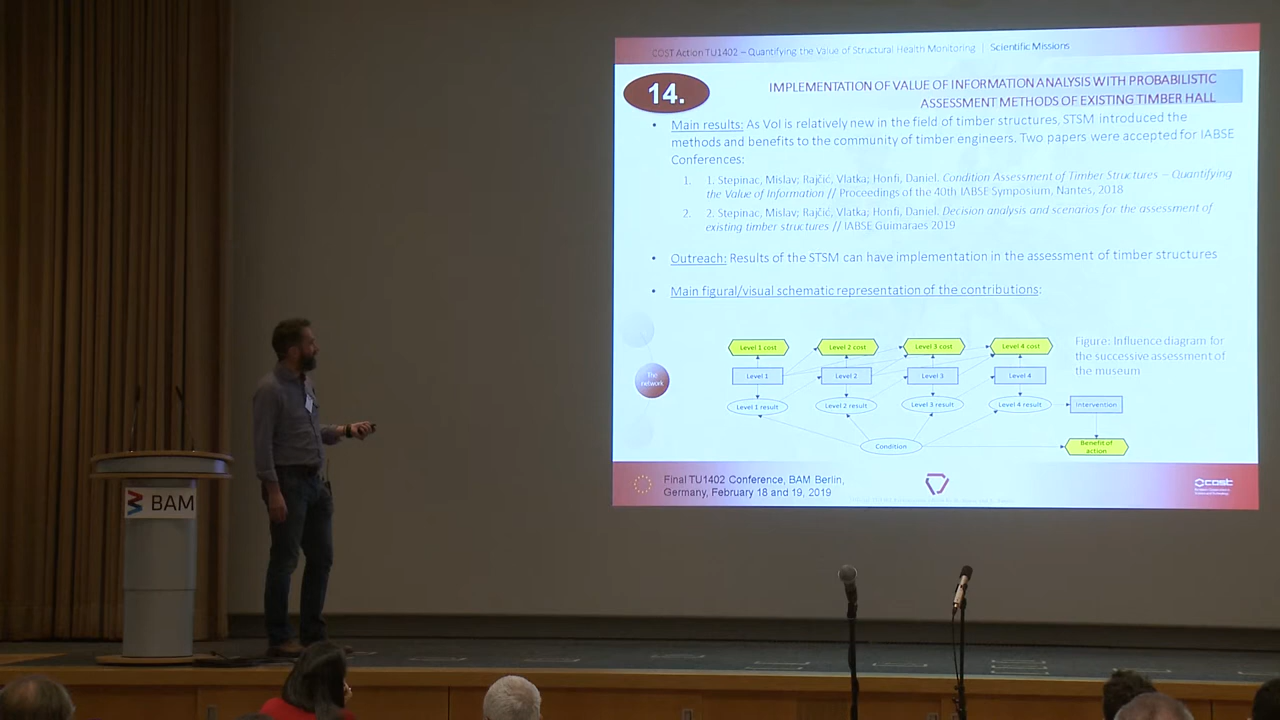 COST Action TU1402 – Quantifying the Value of Structural Health Monitoring | Scientific Missions
14.
IMPLEMENTATION OF VALUE OF INFORMATION ANALYSIS WITH PROBABILISTIC
ASSESSMENT METHODS OF EXISTING TIMBER HALL
• Main results: As VoI is relatively new in the field of timber structures, STSM introduced the
methods and benefits to the community of timber engineers. Two papers were accepted for IABSE
Conferences:
1. 1. Stepinac, Mislav; Rajčić, Vlatka; Honfi, Daniel. Condition Assessment of Timber Structures – Quantifying
the Value of Information // Proceedings of the 40th IABSE Symposium, Nantes, 2018
2. 2. Stepinac, Mislav; Rajčić, Vlatka; Honfi, Daniel. Decision analysis and scenarios for the assessment of
existing timber structures // IABSE Guimaraes 2019
• Outreach: Results of the STSM can have implementation in the assessment of timber structures
• Main figural/visual schematic representation of the contributions:
Level 1 cost Level 2 cost Level 3 cost Level 4 cost
Figure: Influence diagram for
the successive assessment of
the museum
The
network
Level 1 Level 2 Level 3 Level 4
Level 1 result Level 2 result Level 3 result Level 4 result Intervention
Condition
Benefit of
action
Final TU1402 Conference, BAM Berlin,
Germany, February 18 and 19, 2019
cost
BAM